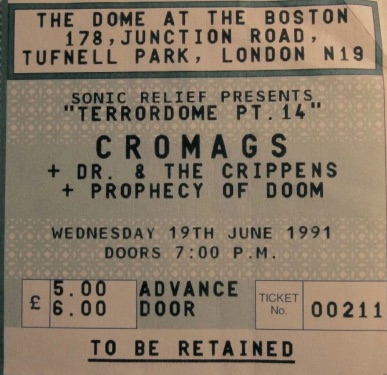 THE DOME AT THE BOSTON
178,JUNCTION ROAD,
TUFNELL PARK, LONDON N19
SONIC RELIEF PRESENTS
"TERRORDOME PT.14"
CROMAGS
+ DR. & THE CRIPPENS
+ PROPHECY OF DOOM
WEDNESDAY 19TH JUNE 1991
DOORS 7:00 P.M.
£ 5.00 ADVANCE
6.00 DOOR
TICKET No. 00211
TO BE RETAINED